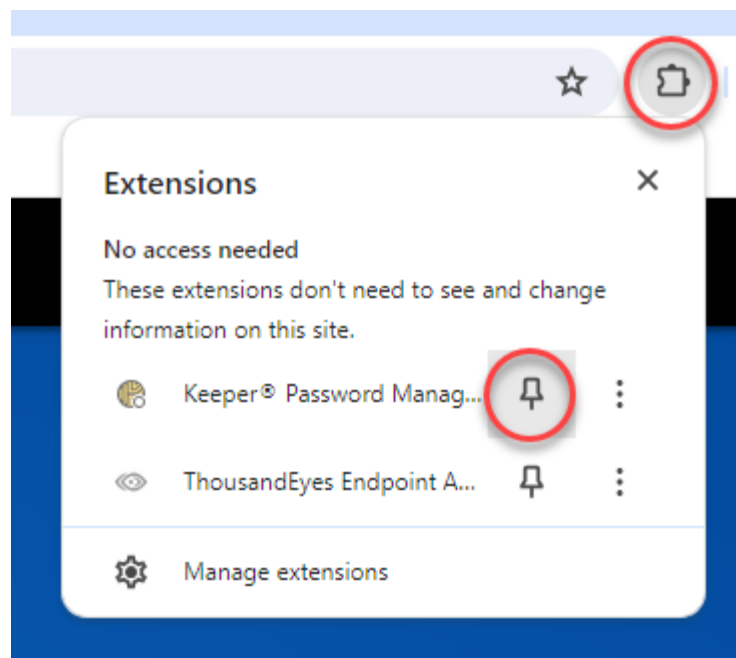 Extensions
No access needed
These extensions don't need to see and change
information on this site.
Keeper® Password Manag...
ThousandEyes Endpoint A...
Manage extensions